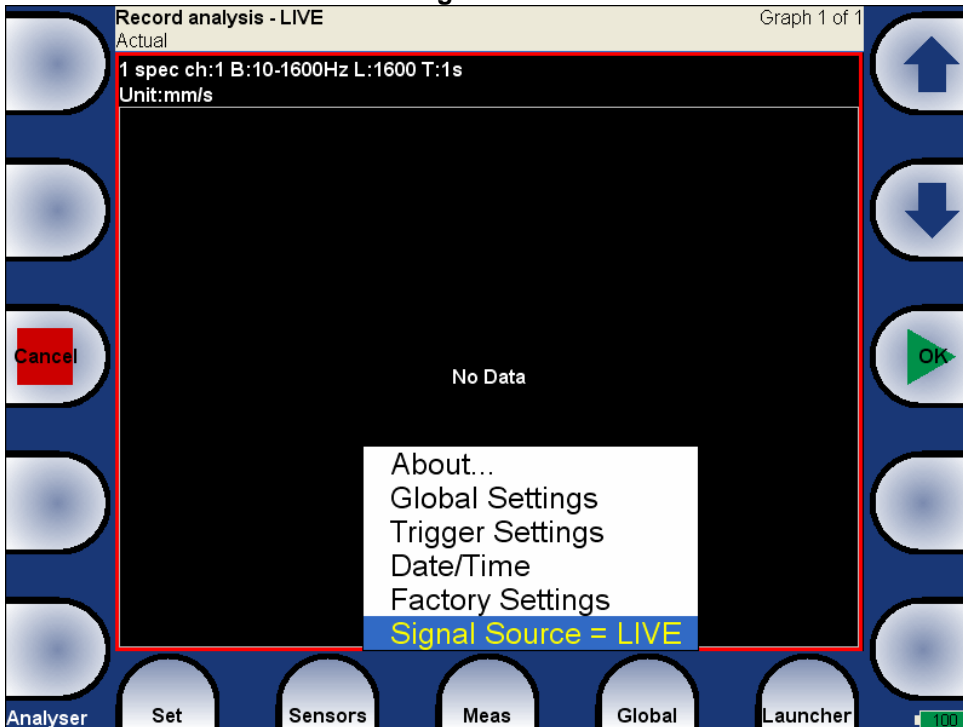 Record analysis - LIVE
Graph 1 of 1
Actual
1 spec ch:1 B:10-1600Hz L:1600 T:1s
Unit:mm/s
Cancel
OK
No Data
About...
Global Settings
Trigger Settings
Date/Time
Factory Settings
Signal Source = LIVE
Analyser
Set
Sensors
Meas
Global
Launcher
100